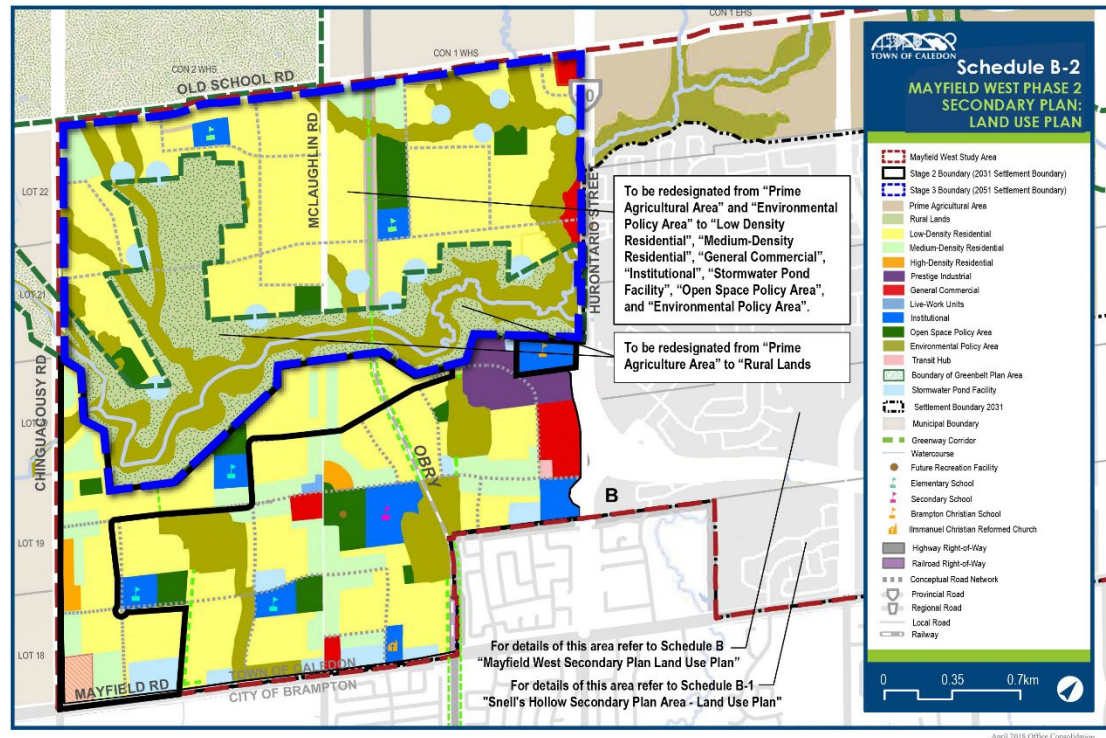 CON 1 EHS
CON 1 WHS
CON 2 WHS
OLD SCHOOL RD
MCLAUGHLIN RD
HURONTARIO STREET
LOT 22
LOT 21
CHINGUACOUSY RD
LOT 19
LOT 18
OBRY
B
MAYFIELD RD
TOWN OF CALEDON
CITY OF BRAMPTON
To be redesignated from “Prime
Agricultural Area” and “Environmental
Policy Area” to “Low Density
Residential”, “Medium-Density
Residential”, “General Commercial”,
“Institutional”, “Stormwater Pond
Facility”, “Open Space Policy Area”,
and “Environmental Policy Area”.
To be redesignated from “Prime
Agriculture Area” to “Rural Lands
For details of this area refer to Schedule B
“Mayfield West Secondary Plan Land Use Plan”
For details of this area refer to Schedule B-1
"Snell's Hollow Secondary Plan Area - Land Use Plan"
TOWN OF CALEDON
Schedule B-2
MAYFIELD WEST PHASE 2
SECONDARY PLAN:
LAND USE PLAN
Mayfield West Study Area
Stage 2 Boundary (2031 Settlement Boundary)
Stage 3 Boundary (2051 Settlement Boundary)
Prime Agricultural Area
Rural Lands
Low-Density Residential
Medium-Density Residential
High-Density Residential
Prestige Industrial
General Commercial
Live-Work Units
Institutional
Open Space Policy Area
Environmental Policy Area
Transit Hub
Boundary of Greenbelt Plan Area
Stormwater Pond Facility
Settlement Boundary 2031
Municipal Boundary
Greenway Corridor
Watercourse
Future Recreation Facility
Elementary School
Secondary School
Brampton Christian School
Immanuel Christian Reformed Church
Highway Right-of-Way
Railroad Right-of-Way
Conceptual Road Network
Provincial Road
Regional Road
Local Road
Railway
0 0.35 0.7km
April 2018 Office Consolidation